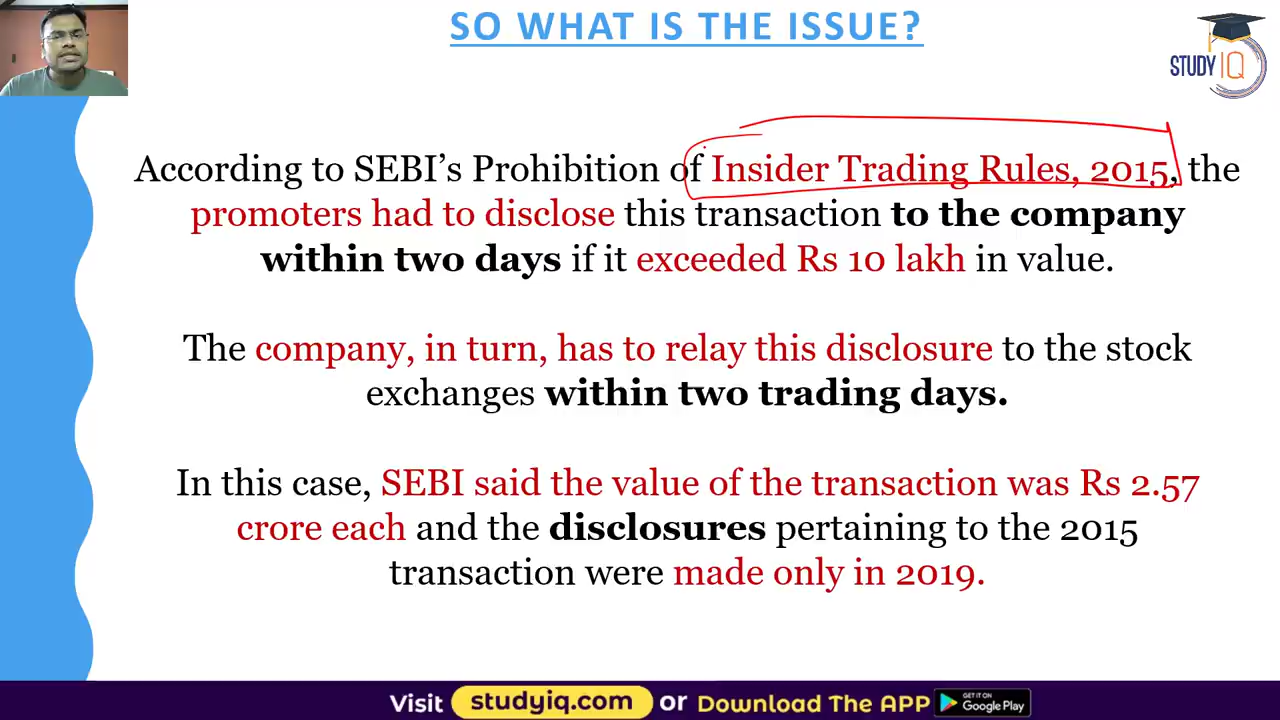 SO WHAT IS THE ISSUE?
STUDY IQ
According to SEBI’s Prohibition of Insider Trading Rules, 2015, the
promoters had to disclose this transaction to the company
within two days if it exceeded Rs 10 lakh in value.
The company, in turn, has to relay this disclosure to the stock
exchanges within two trading days.
In this case, SEBI said the value of the transaction was Rs 2.57
crore each and the disclosures pertaining to the 2015
transaction were made only in 2019.
Visit studyiq.com or Download The APP GET IT ON Google Play